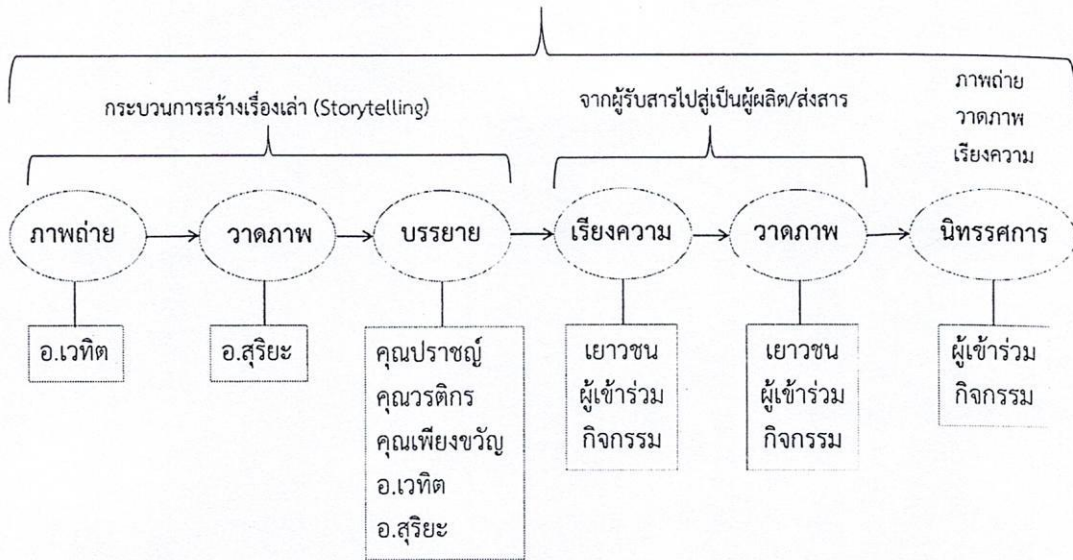 กระบวนการสร้างเรื่องเล่า (Storytelling)
จากผู้รับสารไปสู่เป็นผู้ผลิต/ส่งสาร
ภาพถ่าย
วาดภาพ
เรียงความ
ภาพถ่าย
วาดภาพ
บรรยาย
เรียงความ
วาดภาพ
นิทรรศการ
อ.เวทิต
อ.สุริยะ
คุณปราชญ์
คุณวรติกร
คุณเพียงขวัญ
อ.เวทิต
อ.สุริยะ
เยาวชน
ผู้เข้าร่วม
กิจกรรม
เยาวชน
ผู้เข้าร่วม
กิจกรรม
ผู้เข้าร่วม
กิจกรรม